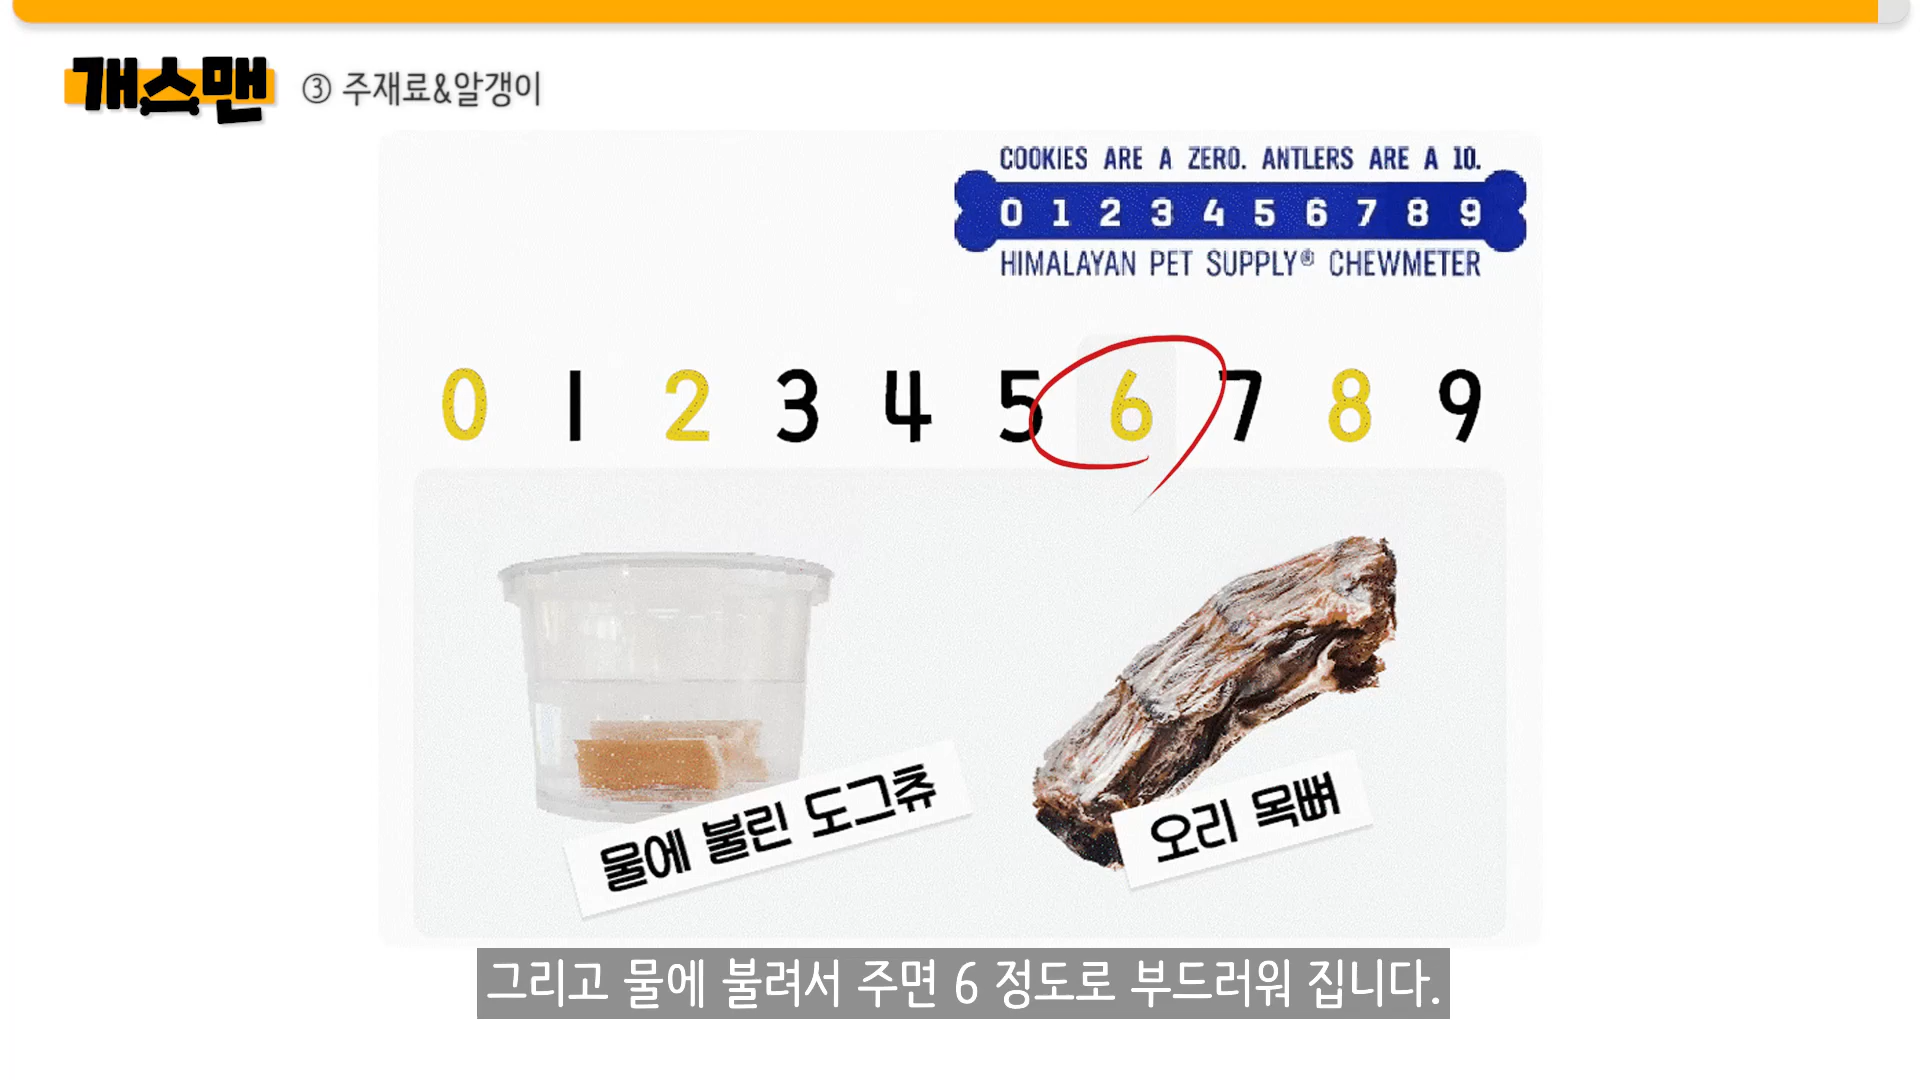 개스맨
③ 주재료&알갱이
COOKIES ARE A ZERO. ANTLERS ARE A 10.
0 1 2 3 4 5 6 7 8 9
HIMALAYAN PET SUPPLY® CHEWMETER
0 1 2 3 4 5 6 7 8 9
물에 불린 도그츄
오리 목뼈
그리고 물에 불려서 주면 6 정도로 부드러워 집니다.